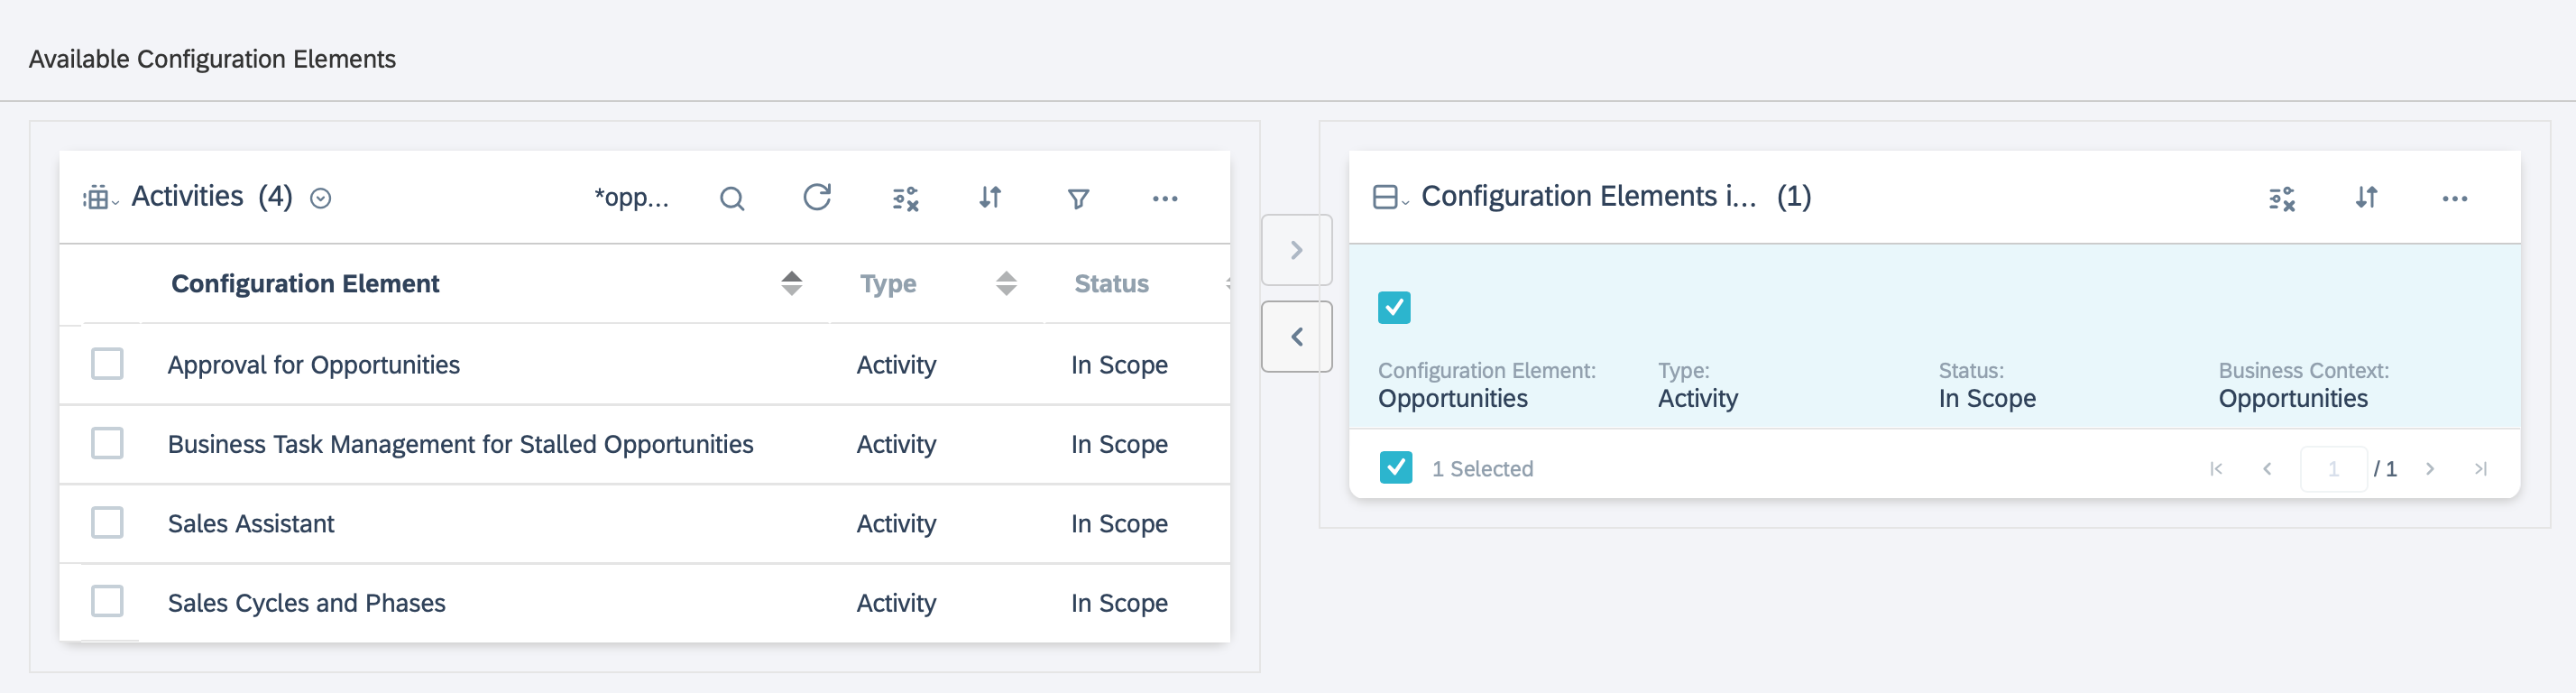 Available Configuration Elements
Activities (4)
*opp...
Configuration Elements i... (1)
Configuration Element
Type
Status
Approval for Opportunities
Activity
In Scope
Business Task Management for Stalled Opportunities
Activity
In Scope
Sales Assistant
Activity
In Scope
Sales Cycles and Phases
Activity
In Scope
Configuration Element:
Opportunities
Type:
Activity
Status:
In Scope
Business Context:
Opportunities
1 Selected
1 / 1